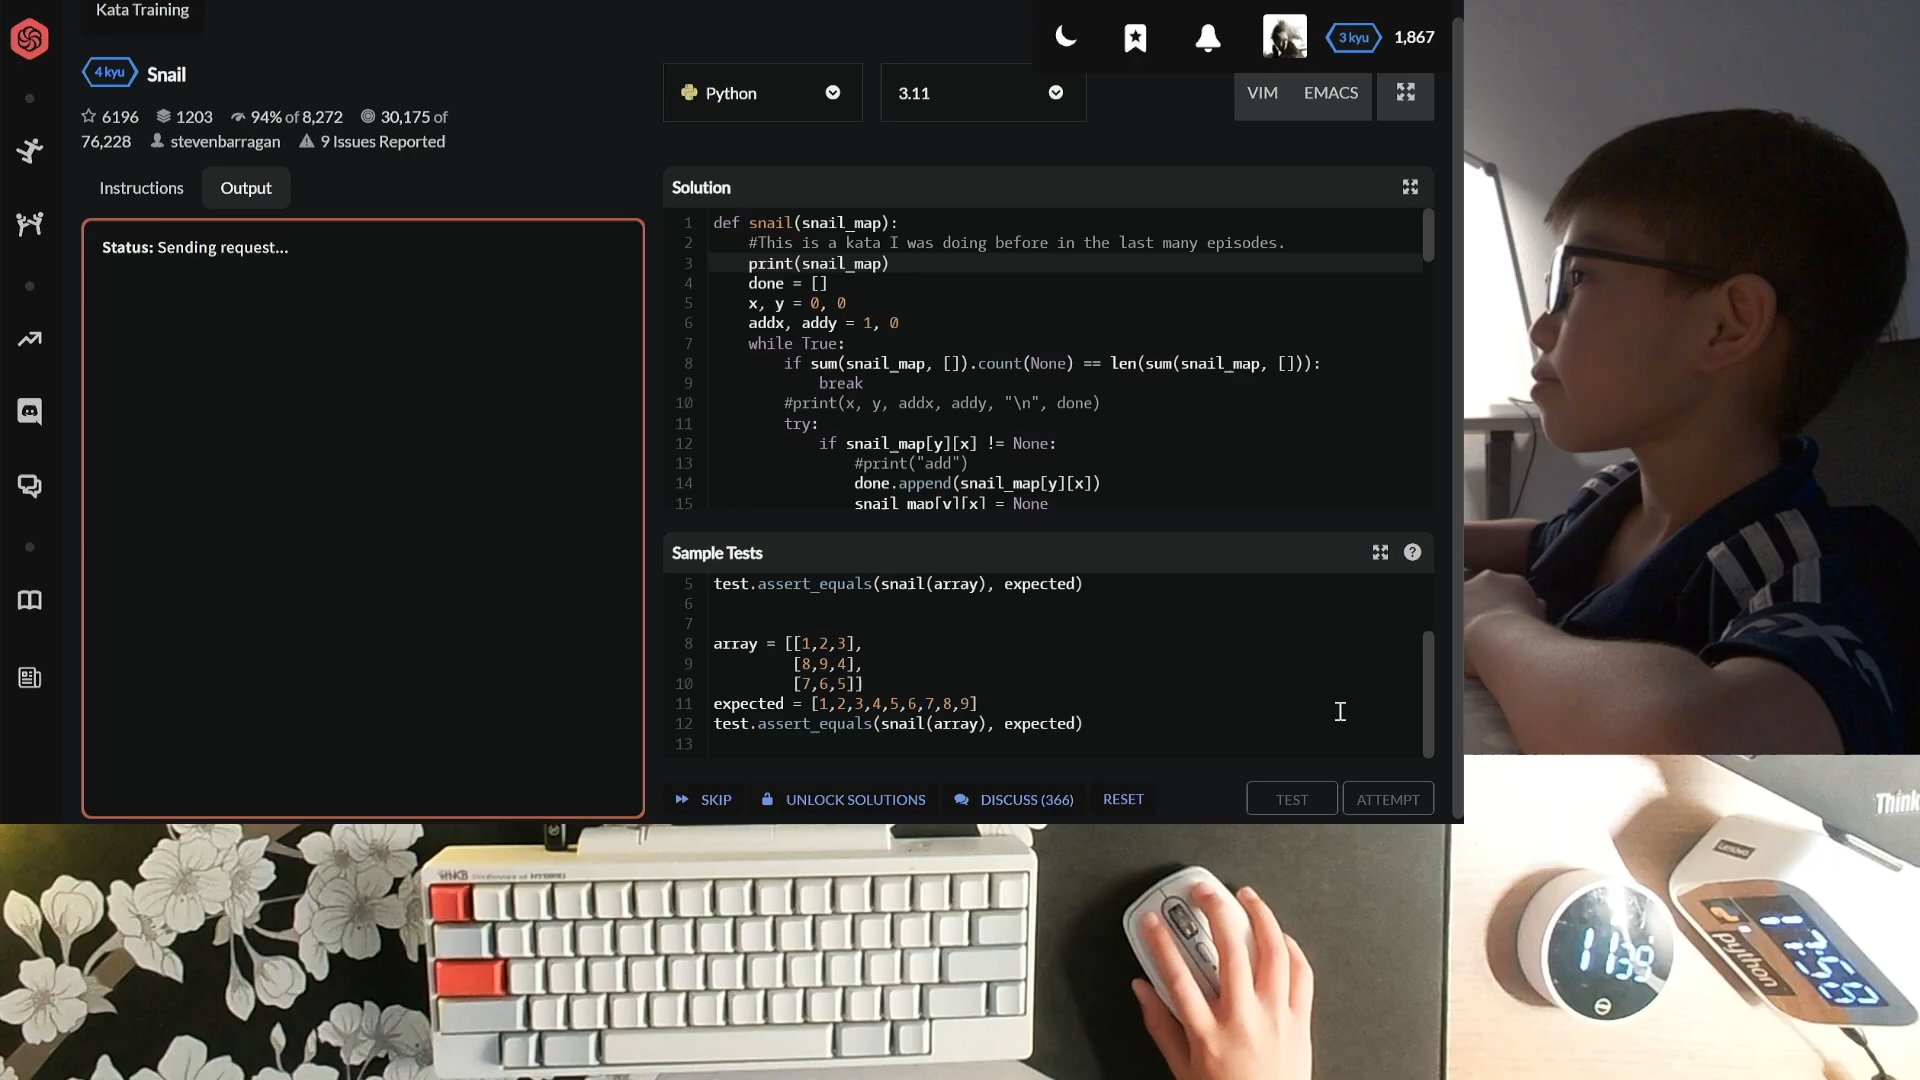 Kata Training
4 kyu Snail
6196 1203 94% of 8,272 30,175 of
76,228 stevenbarragan 9 Issues Reported
Instructions Output
Status: Sending request...
3 kyu 1,867
Python 3.11 VIM EMACS
Solution
1 def snail(snail_map):
2 #This is a kata I was doing before in the last many episodes.
3 print(snail_map)
4 done = []
5 x, y = 0, 0
6 addx, addy = 1, 0
7 while True:
8 if sum(snail_map, []).count(None) == len(sum(snail_map, [])):
9 break
10 #print(x, y, addx, addy, "\n", done)
11 try:
12 if snail_map[y][x] != None:
13 #print("add")
14 done.append(snail_map[y][x])
15 snail_map[y][x] = None
Sample Tests
5 test.assert_equals(snail(array), expected)
6
7
8 array = [[1,2,3],
9 [8,9,4],
10 [7,6,5]]
11 expected = [1,2,3,4,5,6,7,8,9]
12 test.assert_equals(snail(array), expected)
13
SKIP UNLOCK SOLUTIONS DISCUSS (366) RESET TEST ATTEMPT
HHKB
Think
Lenovo
1139
17:59
python